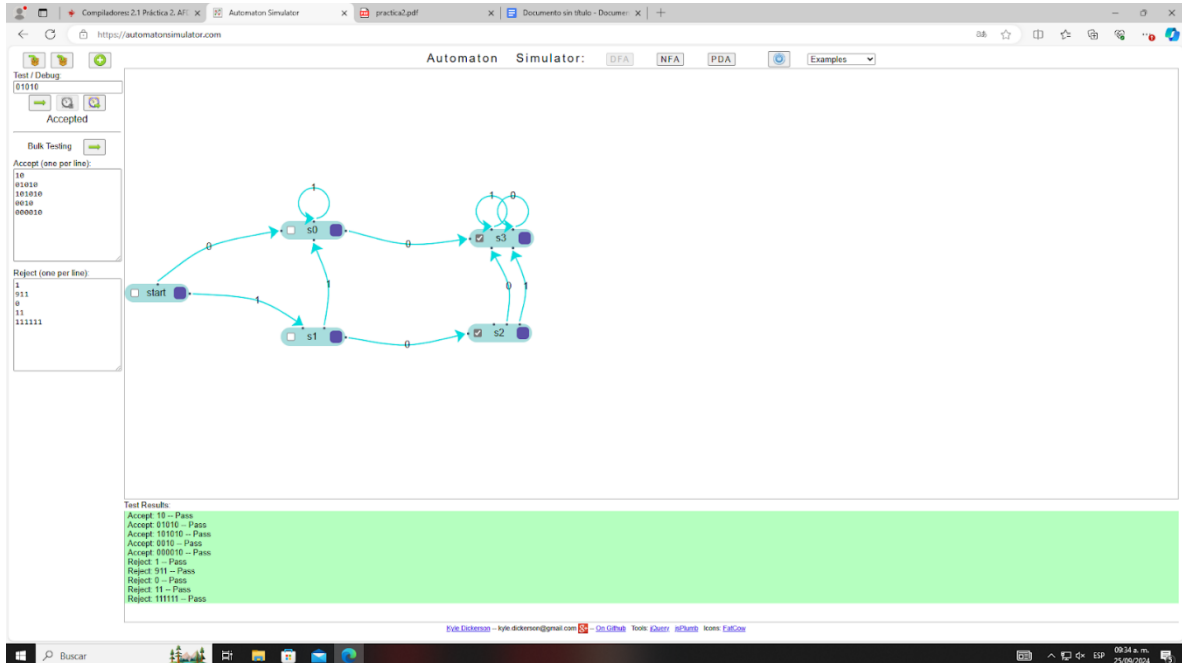 Compiladores: 2.1 Práctica 2. AFI
Automaton Simulator
practica2.pdf
Documento sin título - Documen
https://automatonsimulator.com
Automaton Simulator:
DFA
NFA
PDA
Examples
Test / Debug:
01010
Accepted
Bulk Testing
Accept (one per line):
10
01010
101010
0010
000010
Reject (one per line):
1
911
0
11
111111
1
s0
1 0
s3
0
0
start
1
1
0 1
s1
0
s2
Test Results:
Accept: 10 -- Pass
Accept: 01010 -- Pass
Accept: 101010 -- Pass
Accept: 0010 -- Pass
Accept: 000010 -- Pass
Reject: 1 -- Pass
Reject: 911 -- Pass
Reject: 0 -- Pass
Reject: 11 -- Pass
Reject: 111111 -- Pass
Kyle Dickerson -- kyle.dickerson@gmail.com -- On Github Tools: jQuery jsPlumb Icons: FatCow
Buscar
ESP
09:34 a. m.
25/09/2024